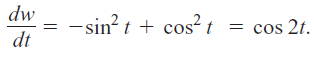 dw/dt = −sin² t + cos² t = cos 2t.